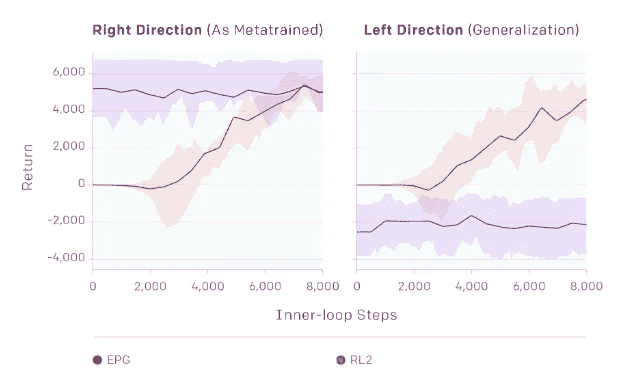 Right Direction (As Metatrained)
Left Direction (Generalization)
Return
6,000
4,000
2,000
0
-2,000
-4,000
0 2,000 4,000 6,000 8,000
0 2,000 4,000 6,000 8,000
Inner-loop Steps
EPG
RL2